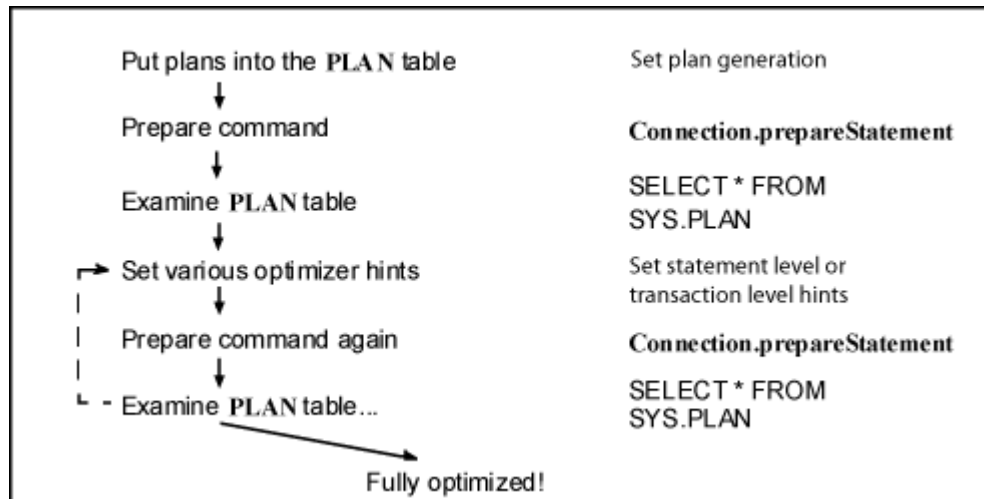 Put plans into the PLAN table
Set plan generation
Prepare command
Connection.prepareStatement
Examine PLAN table
SELECT * FROM
SYS.PLAN
Set various optimizer hints
Set statement level or
transaction level hints
Prepare command again
Connection.prepareStatement
Examine PLAN table...
SELECT * FROM
SYS.PLAN
Fully optimized!